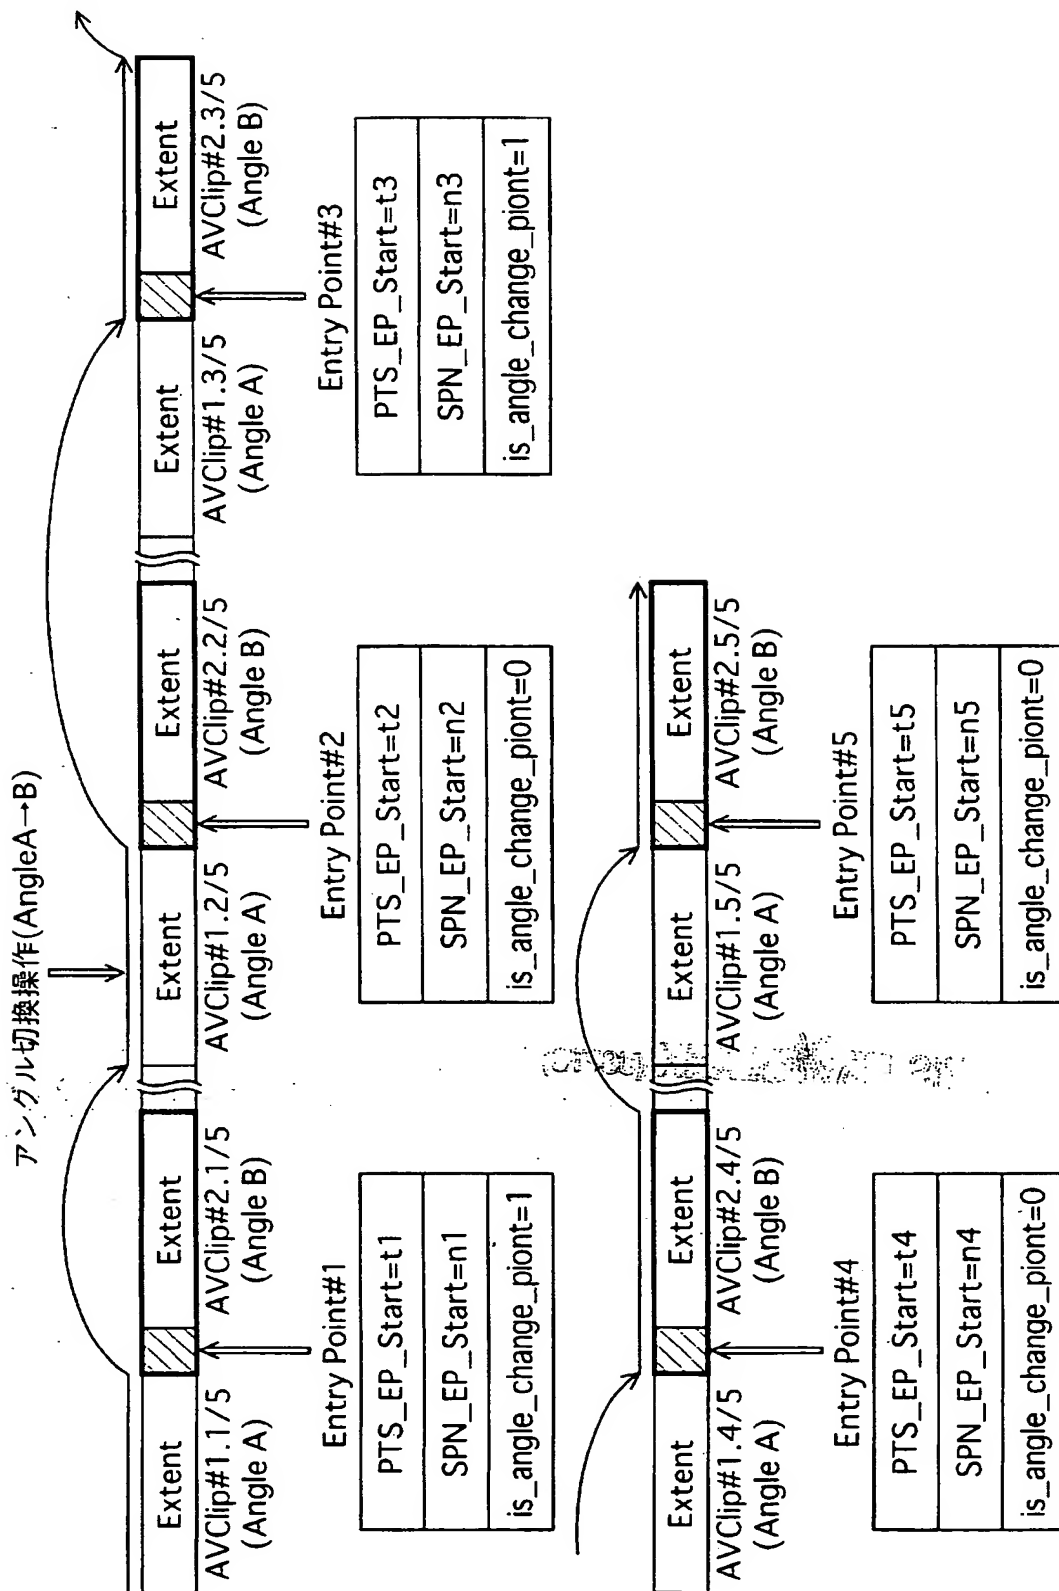 アングル切換操作(AngleA→B)
Extent
Extent
Extent
Extent
Extent
Extent
AVClip#1.1/5
(Angle A)
AVClip#2.1/5
(Angle B)
AVClip#1.2/5
(Angle A)
AVClip#2.2/5
(Angle B)
AVClip#1.3/5
(Angle A)
AVClip#2.3/5
(Angle B)
Entry Point#1
PTS_EP_Start=t1
SPN_EP_Start=n1
is_angle_change_piont=1
Entry Point#2
PTS_EP_Start=t2
SPN_EP_Start=n2
is_angle_change_piont=0
Entry Point#3
PTS_EP_Start=t3
SPN_EP_Start=n3
is_angle_change_piont=1
Extent
Extent
Extent
Extent
AVClip#1.4/5
(Angle A)
AVClip#2.4/5
(Angle B)
AVClip#1.5/5
(Angle A)
AVClip#2.5/5
(Angle B)
Entry Point#4
PTS_EP_Start=t4
SPN_EP_Start=n4
is_angle_change_piont=0
Entry Point#5
PTS_EP_Start=t5
SPN_EP_Start=n5
is_angle_change_piont=0